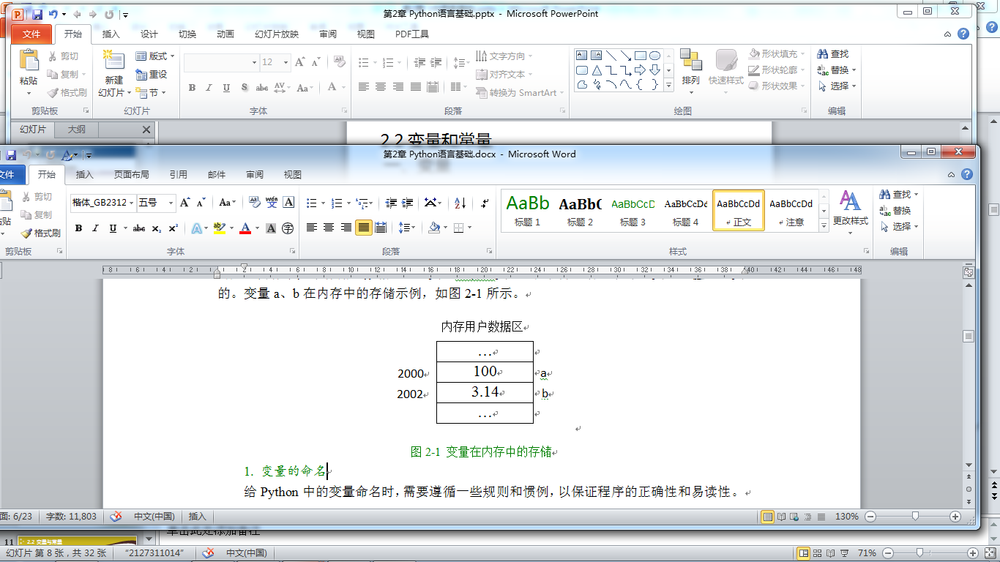 第2章 Python语言基础.pptx - Microsoft PowerPoint
文件 开始 插入 设计 切换 动画 幻灯片放映 审阅 视图 PDF工具
粘贴 剪切 复制 格式刷 剪贴板
新建 幻灯片 版式 重设 节 幻灯片
12
B I U S abc AV Aa A 字体
文字方向 对齐文本 转换为 SmartArt 段落
排列 快速样式 形状填充 形状轮廓 形状效果 绘图
查找 替换 选择 编辑
幻灯片 大纲
2.2 变量和常量
第2章 Python语言基础.docx - Microsoft Word
文件 开始 插入 页面布局 引用 邮件 审阅 视图
粘贴 剪切 复制 格式刷 剪贴板
楷体_GB2312 五号 Aa wén A
B I U abc x₂ x² A ab A A 字 字体
段落
AaBb 标题 1
AaBbC 标题 2
AaBbCcD 标题 3
AaBbCcDd 标题 4
AaBbCcDd 正文
AaBbCcDd 注意
更改样式 样式
查找 替换 选择 编辑
8 6 4 2 2 4 6 8 10 12 14 16 18 20 22 24 26 28 30 32 34 36 38 40 42 44 46 48
的。变量 a、b 在内存中的存储示例，如图 2-1 所示。
内存用户数据区
…
2000 100 a
2002 3.14 b
…
图 2-1 变量在内存中的存储
1. 变量的命名
给 Python 中的变量命名时，需要遵循一些规则和惯例，以保证程序的正确性和易读性。
面: 6/23 字数: 11,803 中文(中国) 插入 130%
单击此处添加备注
11 2.2 变量与常量
幻灯片 第 8 张，共 32 张 “2127311014” 中文(中国) 71%